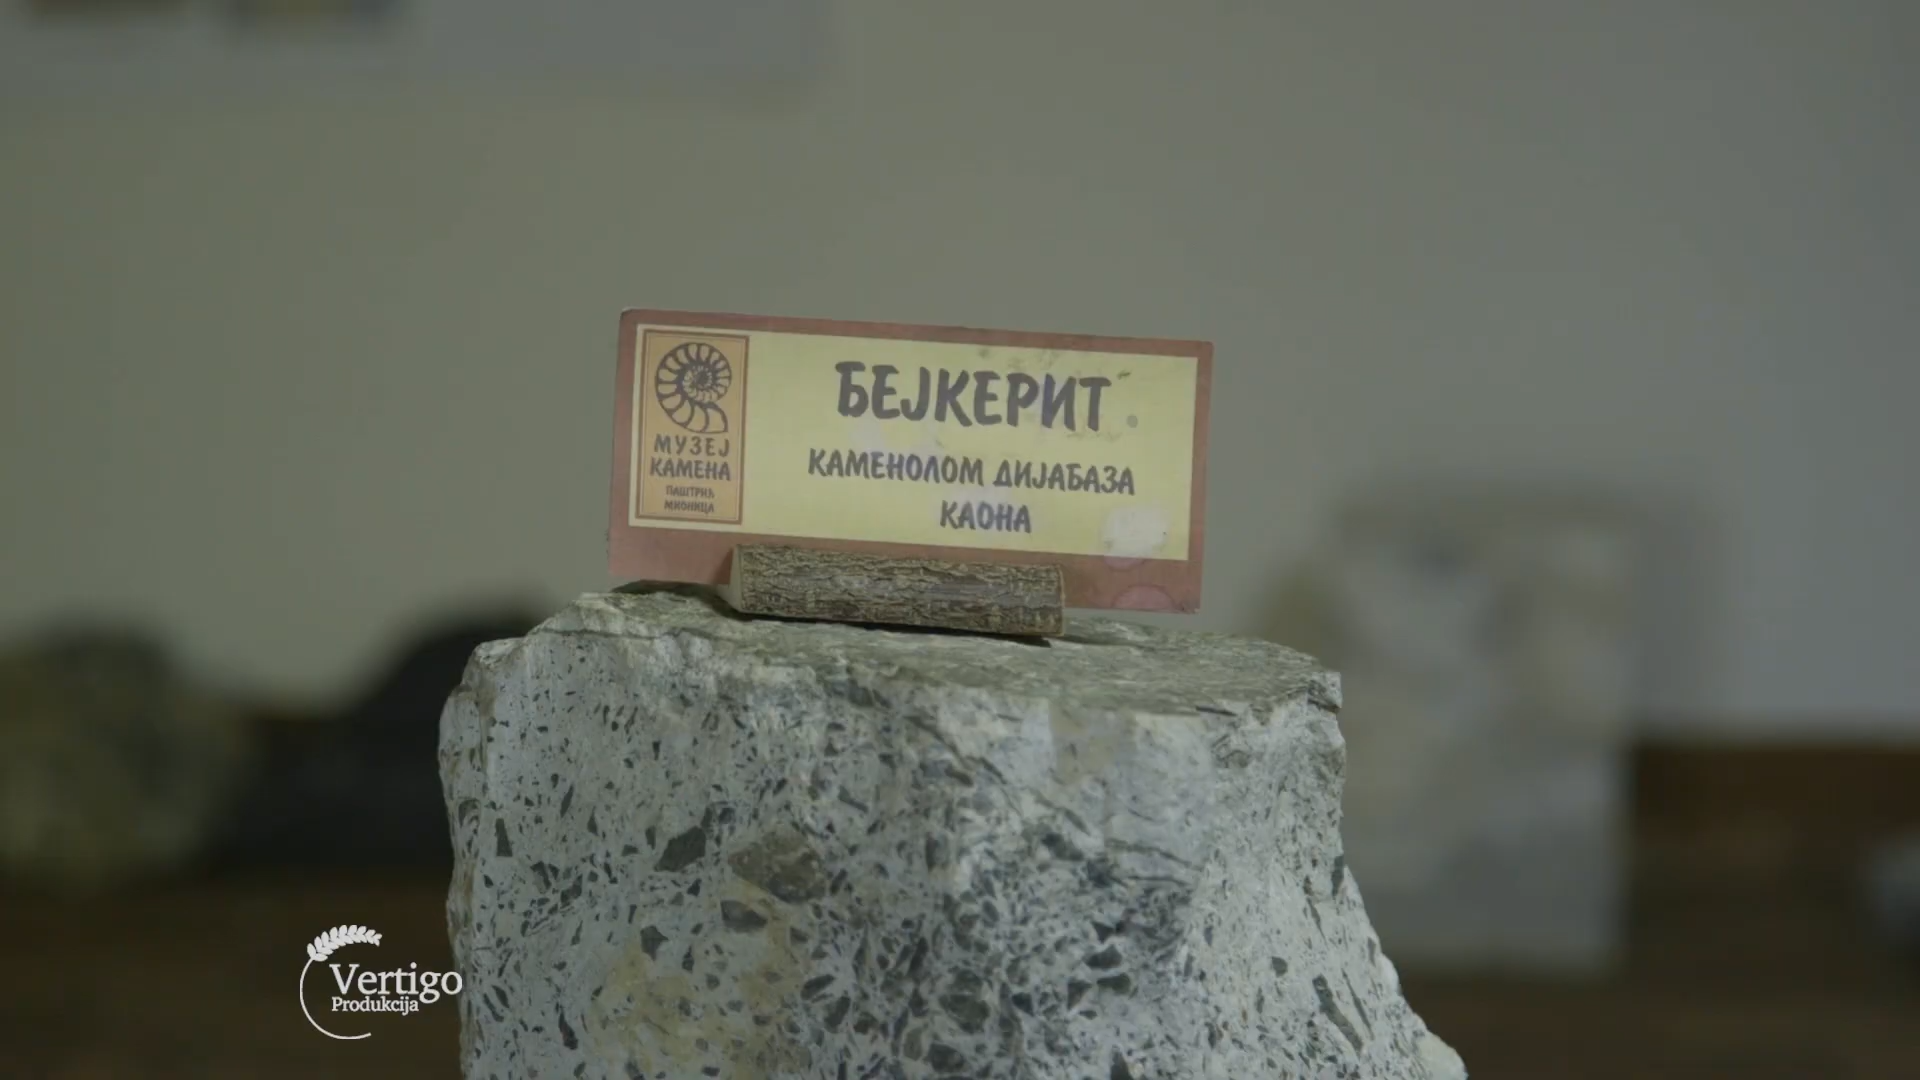 БЕЈКЕРИТ
КАМЕНОЛОМ ДИЈАБАЗА
КАОНА
МУЗЕЈ
КАМЕНА
ПАШТРИЋ
МИОНИЦА
Vertigo
Produkcija